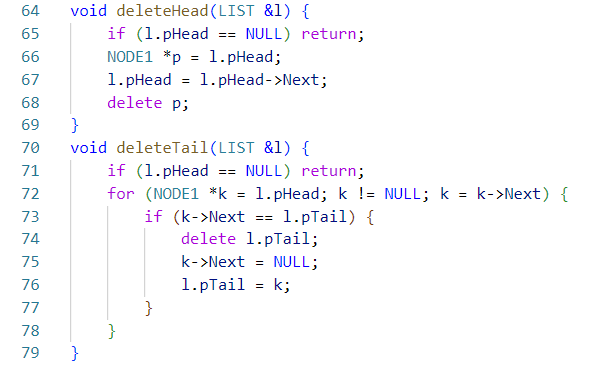 64 void deleteHead(LIST &l) {
65     if (l.pHead == NULL) return;
66     NODE1 *p = l.pHead;
67     l.pHead = l.pHead->Next;
68     delete p;
69 }
70 void deleteTail(LIST &l) {
71     if (l.pHead == NULL) return;
72     for (NODE1 *k = l.pHead; k != NULL; k = k->Next) {
73         if (k->Next == l.pTail) {
74             delete l.pTail;
75             k->Next = NULL;
76             l.pTail = k;
77         }
78     }
79 }